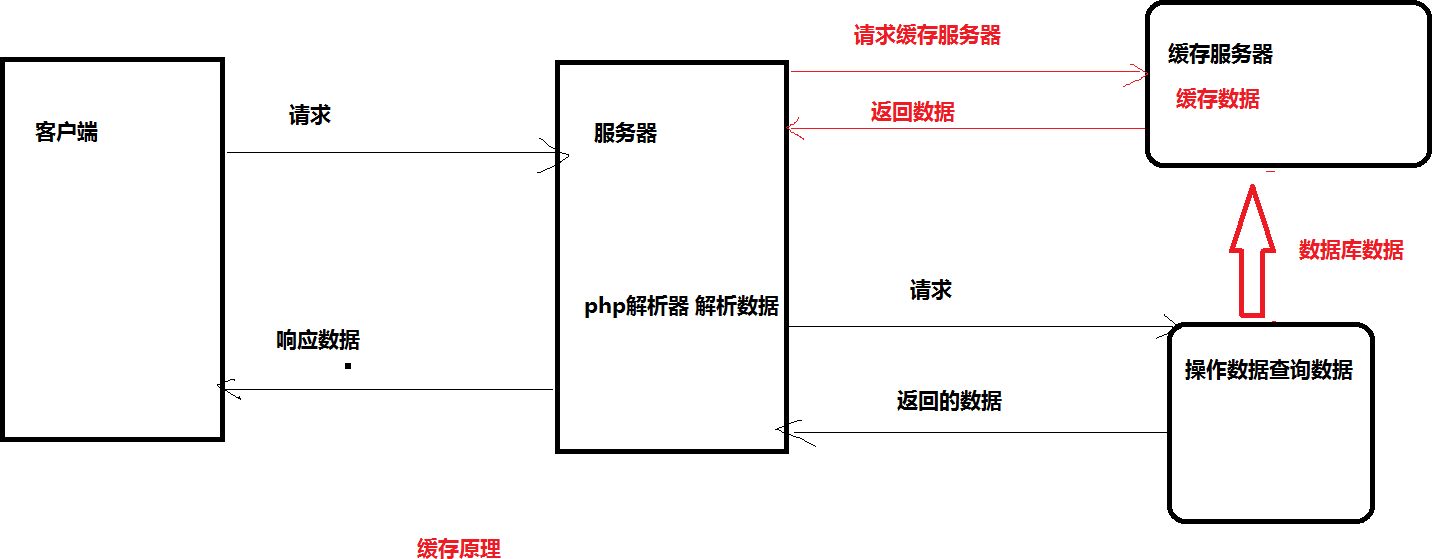 请求缓存服务器
缓存服务器
缓存数据
返回数据
请求
客户端
服务器
数据库数据
请求
php解析器 解析数据
响应数据
操作数据查询数据
返回的数据
缓存原理